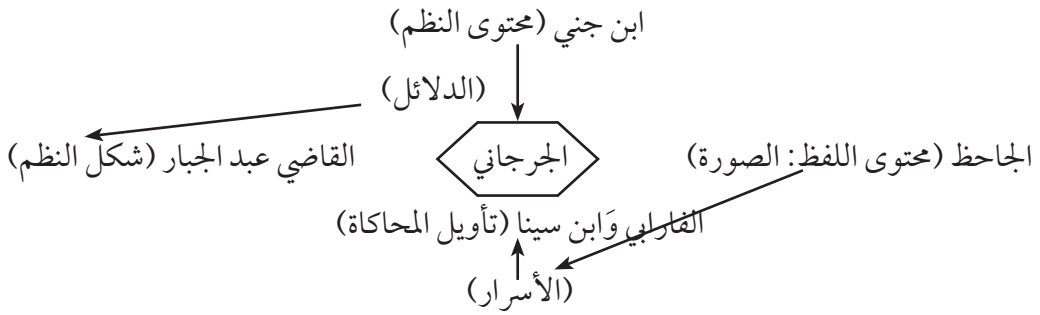 ابن جني (محتوى النظم)
(الدلائل)
الجاحظ (محتوى اللفظ: الصورة) الجرجاني القاضي عبد الجبار (شكل النظم)
الفارابي وَابن سينا (تأويل المحاكاة)
(الأسرار)